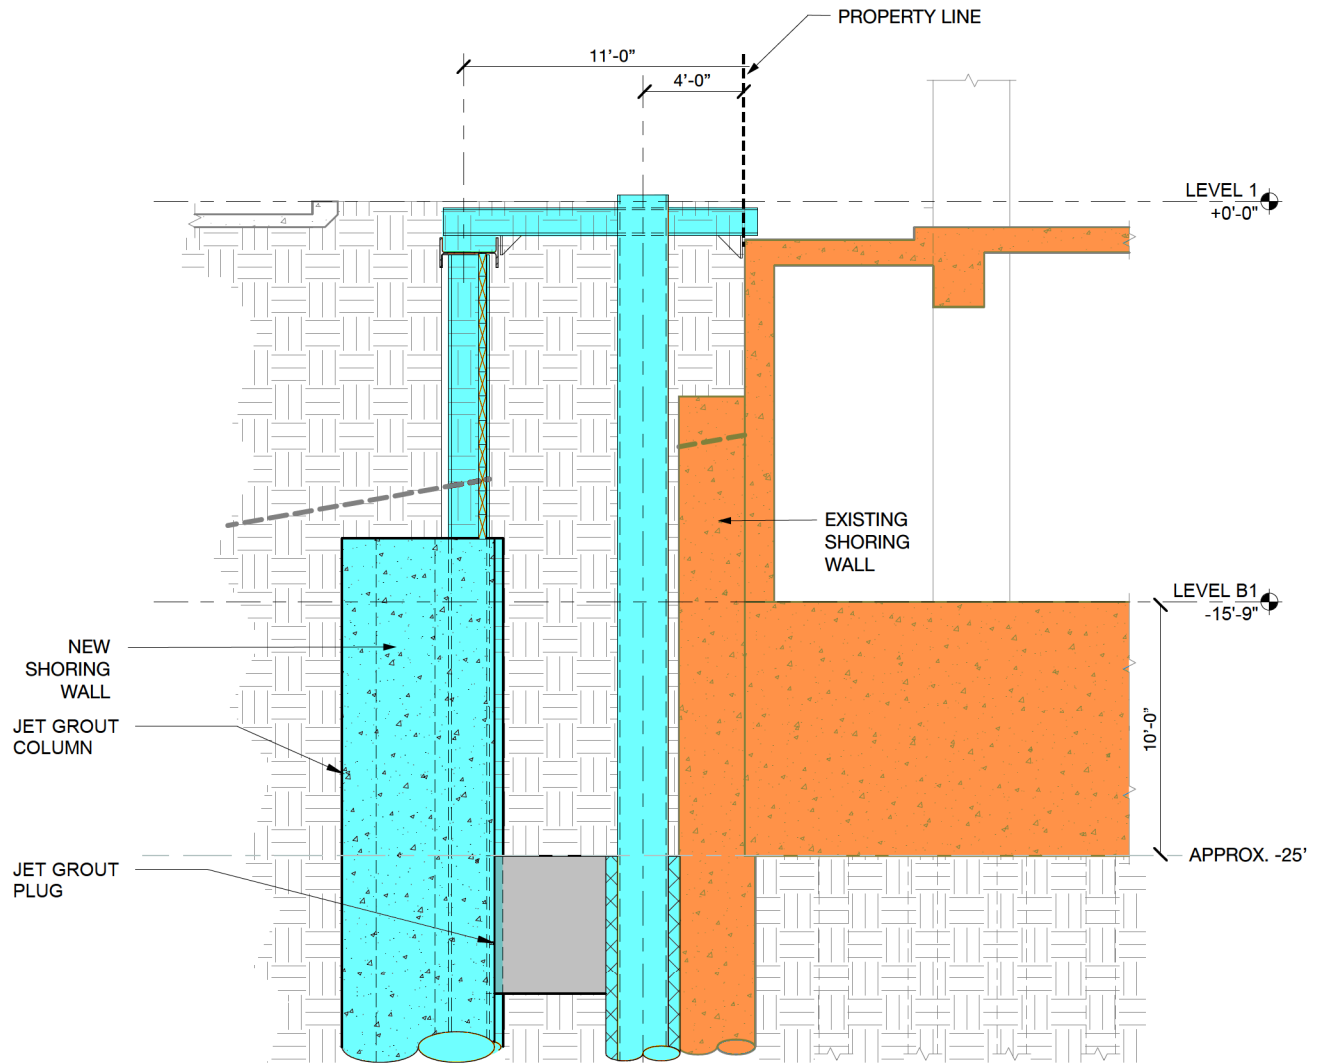 PROPERTY LINE
11’-0”
4’-0”
LEVEL 1
+0'-0"
EXISTING
SHORING
WALL
LEVEL B1
-15'-9"
NEW
SHORING
WALL
JET GROUT
COLUMN
10’-0”
JET GROUT
PLUG
APPROX. -25’